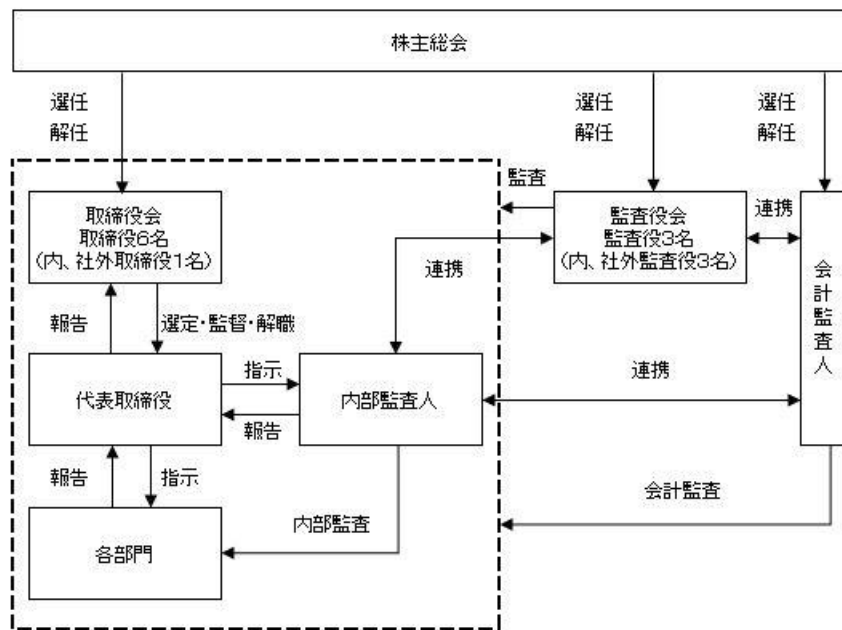 株主総会
選任
解任
選任
解任
選任
解任
監査
取締役会
取締役6名
(内、社外取締役1名)
監査役会
監査役3名
(内、社外監査役3名)
連携
会計監査人
連携
報告
選定・監督・解職
代表取締役
指示
報告
内部監査人
連携
報告
指示
内部監査
会計監査
各部門